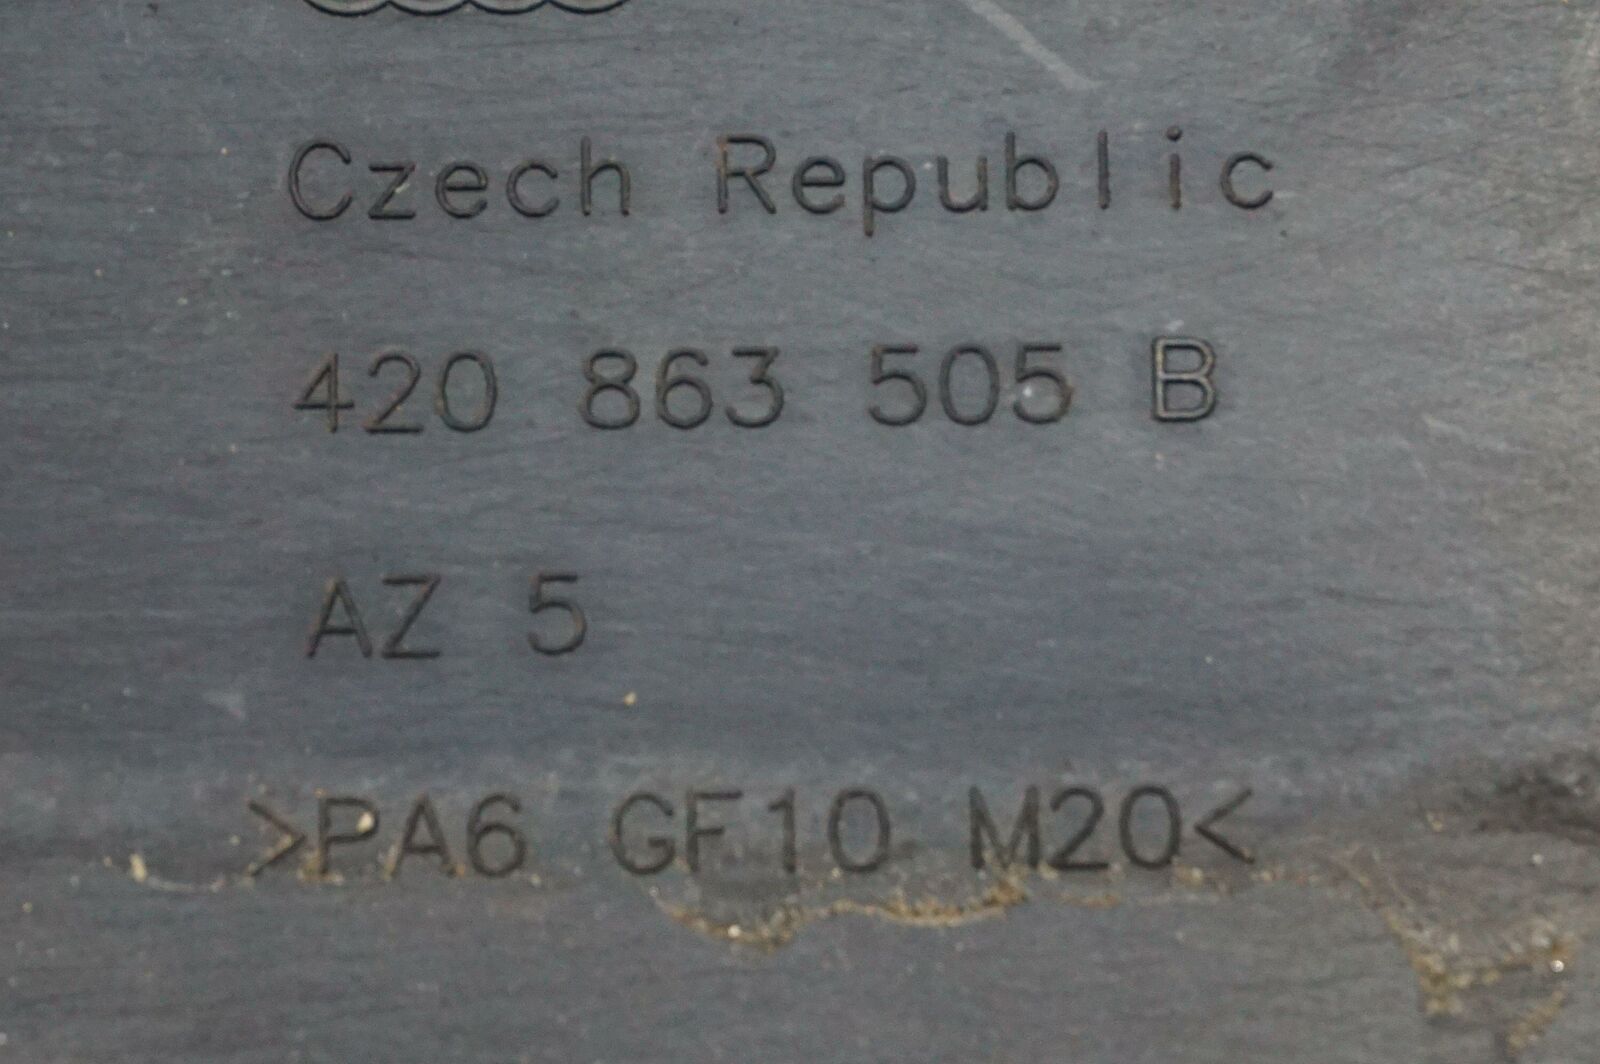 Czech Republic
420 863 505 B
AZ 5
>PA6 GF10 M20<